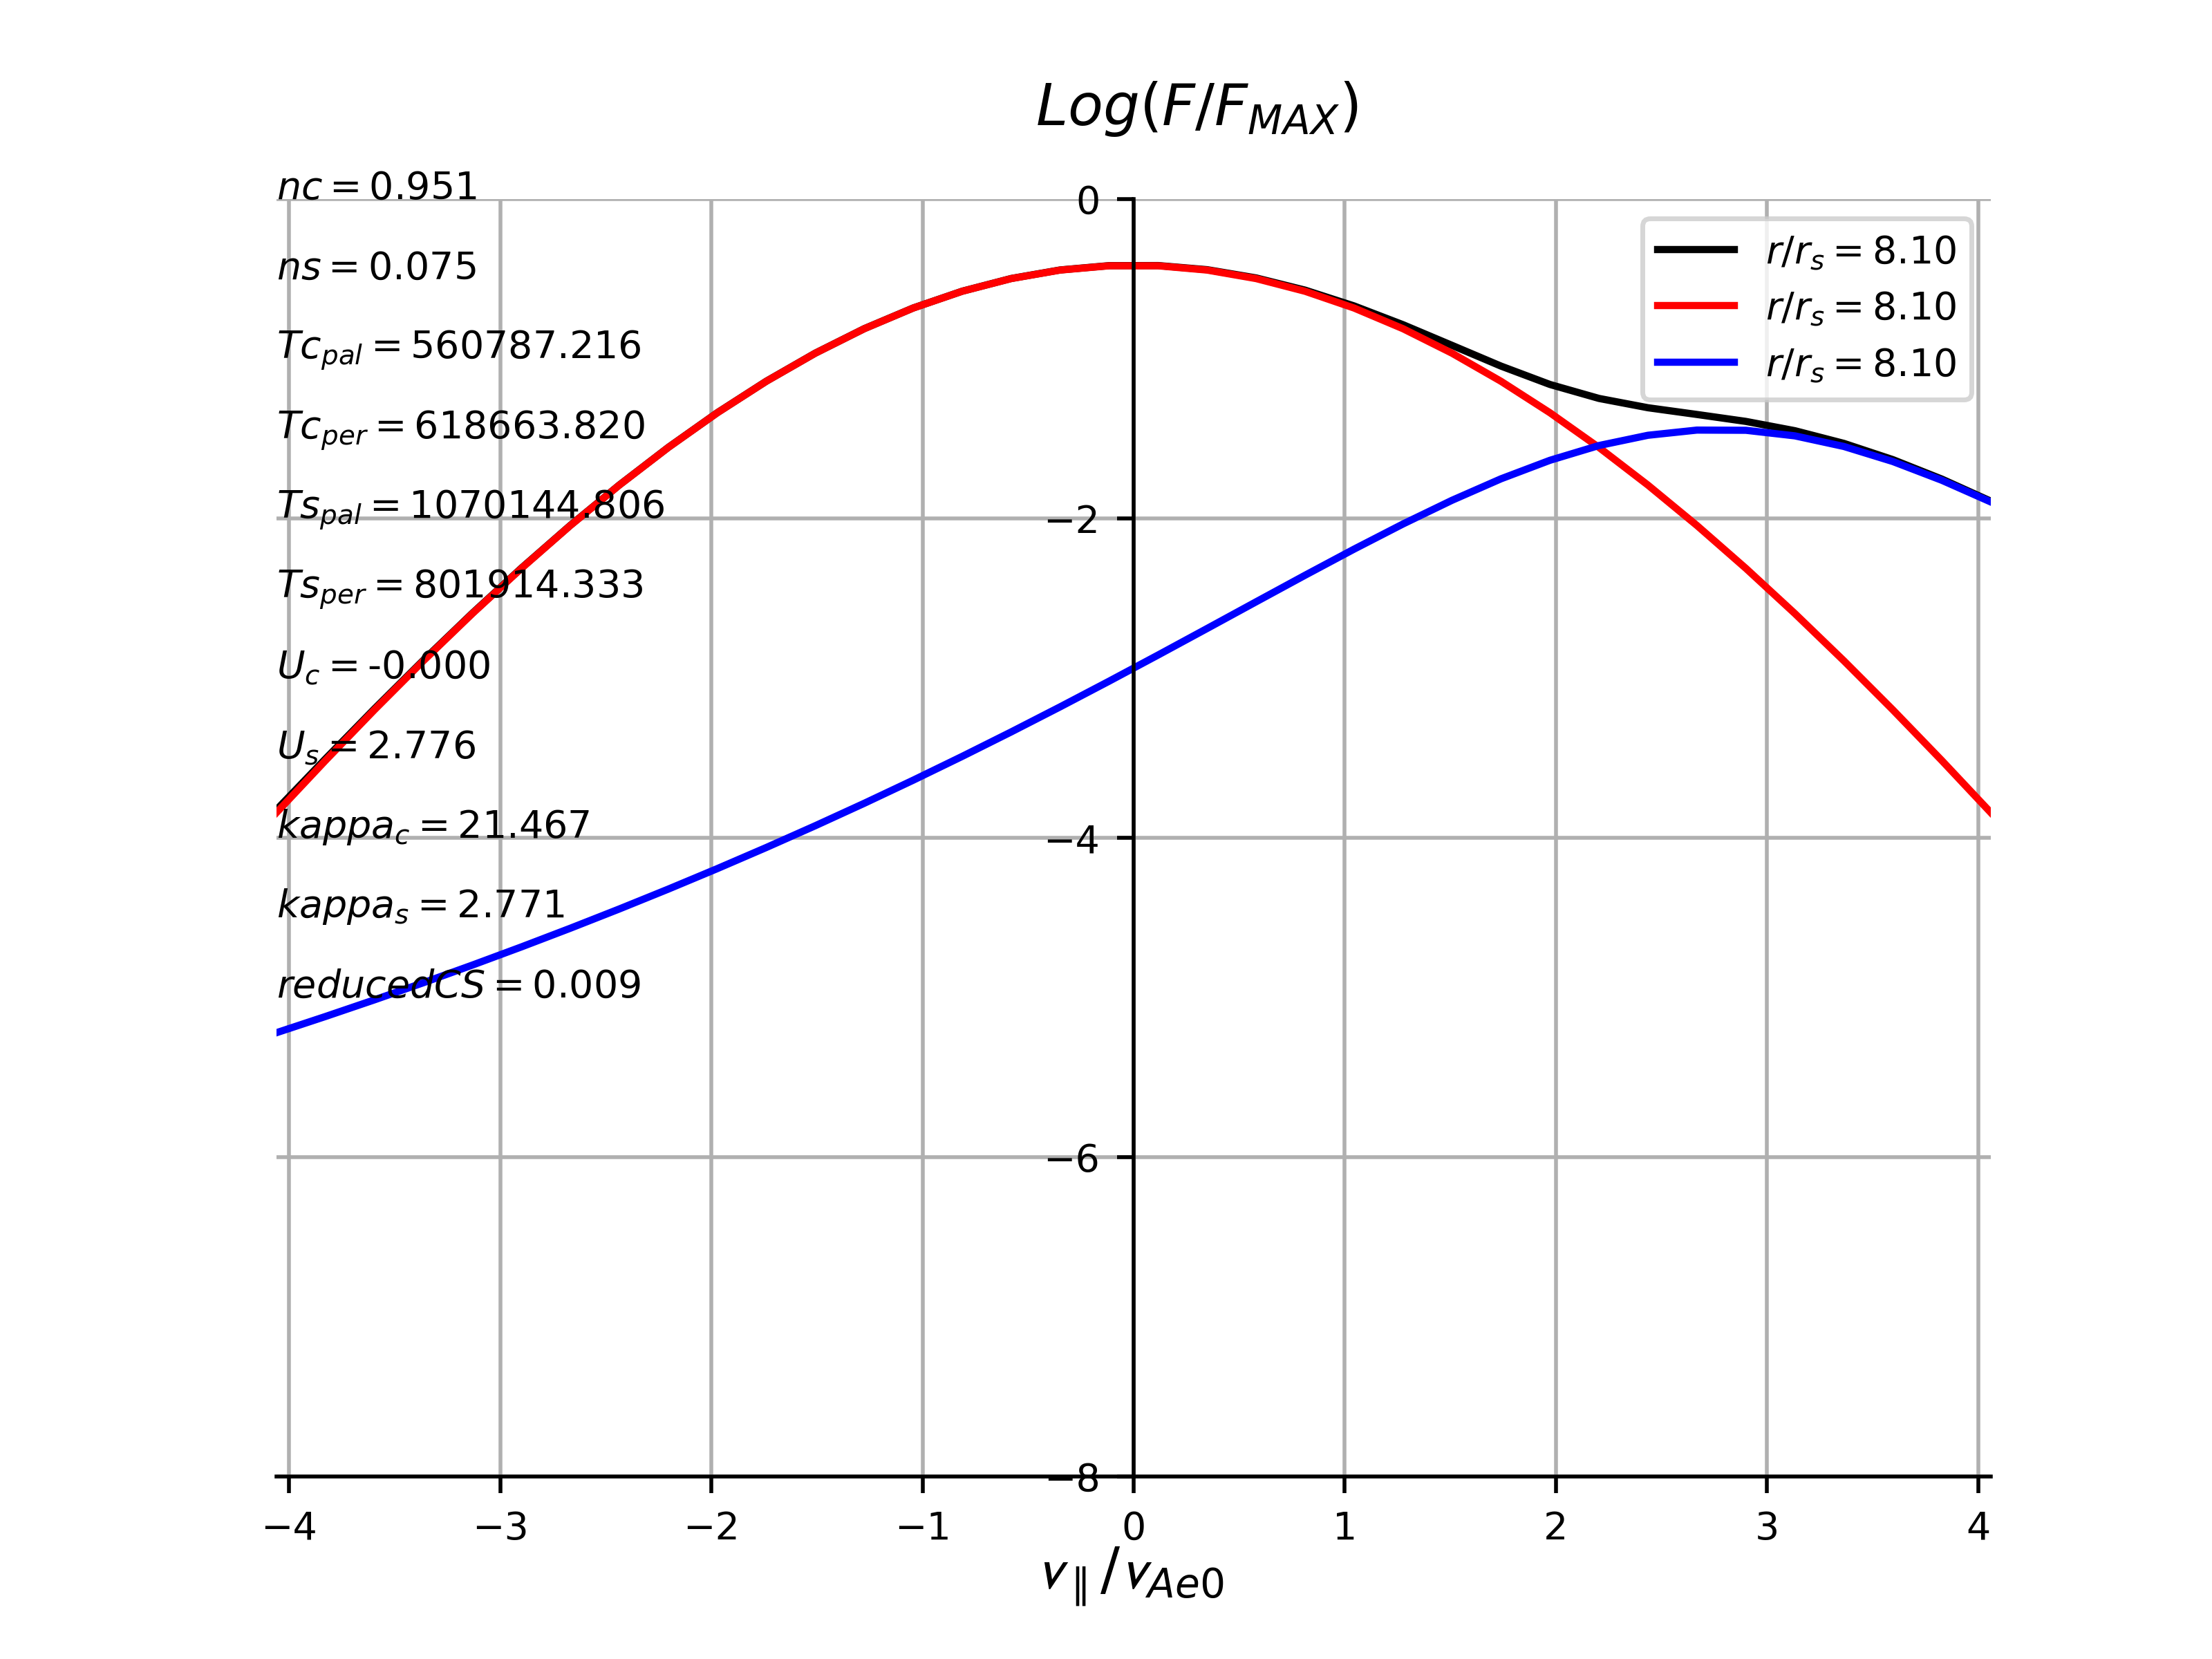 Log(F/F_MAX)
nc = 0.951
ns = 0.075
Tc_pal = 560787.216
Tc_per = 618663.820
Ts_pal = 1070144.806
Ts_per = 801914.333
U_c = -0.000
U_s = 2.776
kappa_c = 21.467
kappa_s = 2.771
reducedCS = 0.009
r/r_s = 8.10
r/r_s = 8.10
r/r_s = 8.10
0
−2
−4
−6
−8
−4 −3 −2 −1 0 1 2 3 4
v_∥/v_Ae0